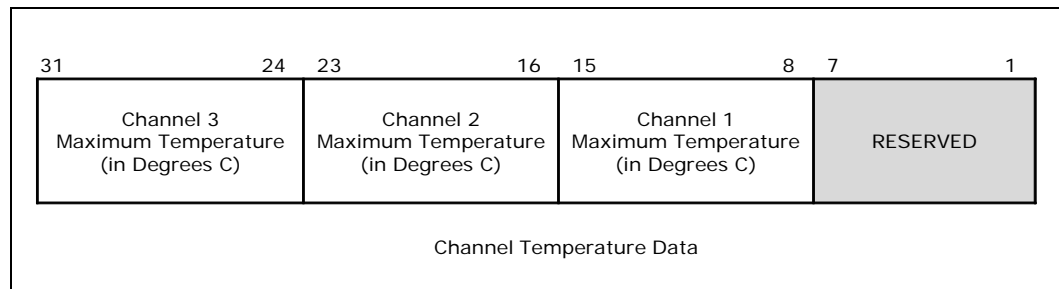 31 24 23 16 15 8 7 1
Channel 3 Channel 2 Channel 1
Maximum Temperature Maximum Temperature Maximum Temperature RESERVED
(in Degrees C) (in Degrees C) (in Degrees C)
Channel Temperature Data